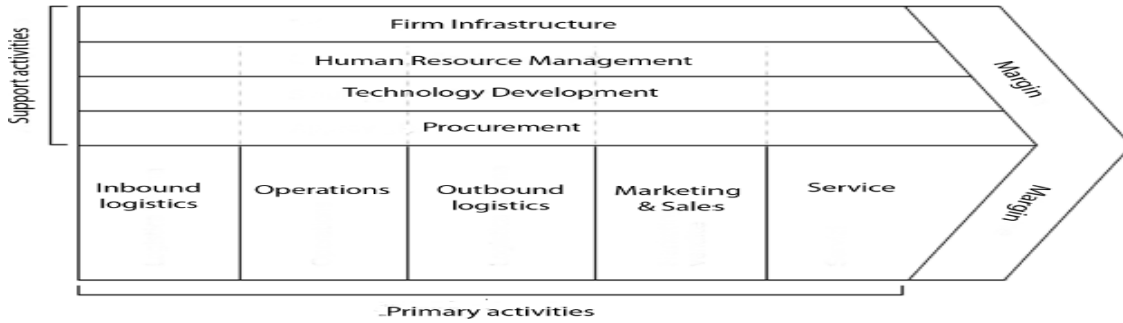 Support activities
Firm Infrastructure
Human Resource Management
Technology Development
Procurement
Margin
Inbound
logistics
Operations
Outbound
logistics
Marketing
& Sales
Service
Margin
Primary activities